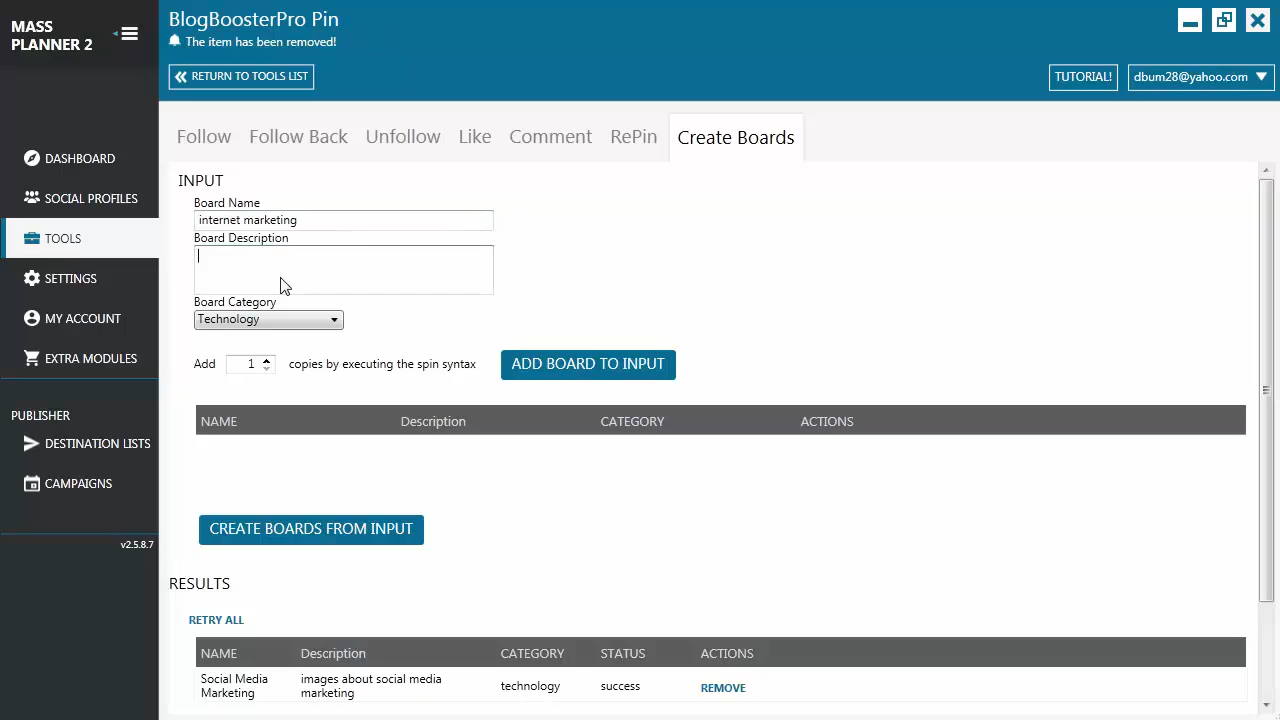 MASS
PLANNER 2
BlogBoosterPro Pin
The item has been removed!
RETURN TO TOOLS LIST
TUTORIAL!
dbum28@yahoo.com
DASHBOARD
SOCIAL PROFILES
TOOLS
SETTINGS
MY ACCOUNT
EXTRA MODULES
PUBLISHER
DESTINATION LISTS
CAMPAIGNS
v2.5.8.7
Follow Follow Back Unfollow Like Comment RePin Create Boards
INPUT
Board Name
internet marketing
Board Description
Board Category
Technology
Add 1 copies by executing the spin syntax ADD BOARD TO INPUT
NAME Description CATEGORY ACTIONS
CREATE BOARDS FROM INPUT
RESULTS
RETRY ALL
NAME Description CATEGORY STATUS ACTIONS
Social Media images about social media technology success REMOVE
Marketing marketing